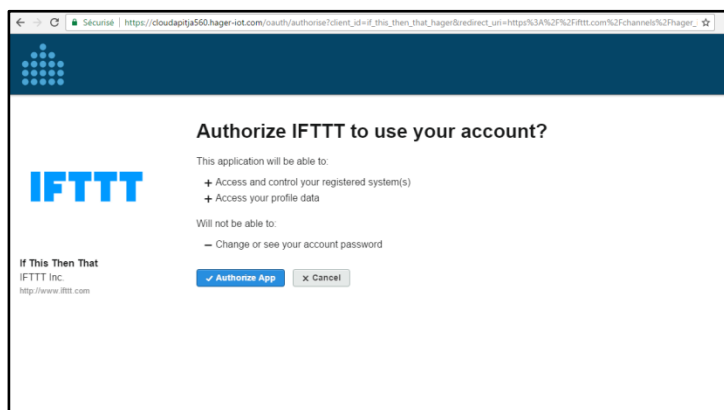 Sécurisé | https://cloudapitja560.hager-iot.com/oauth/authorise?client_id=if_this_then_that_hager&redirect_uri=https%3A%2F%2Fifttt.com%2Fchannels%2Fhager_
Authorize IFTTT to use your account?
This application will be able to:
+ Access and control your registered system(s)
+ Access your profile data
IFTTT
Will not be able to:
– Change or see your account password
If This Then That
IFTTT Inc.
http://www.ifttt.com
✓ Authorize App
x Cancel